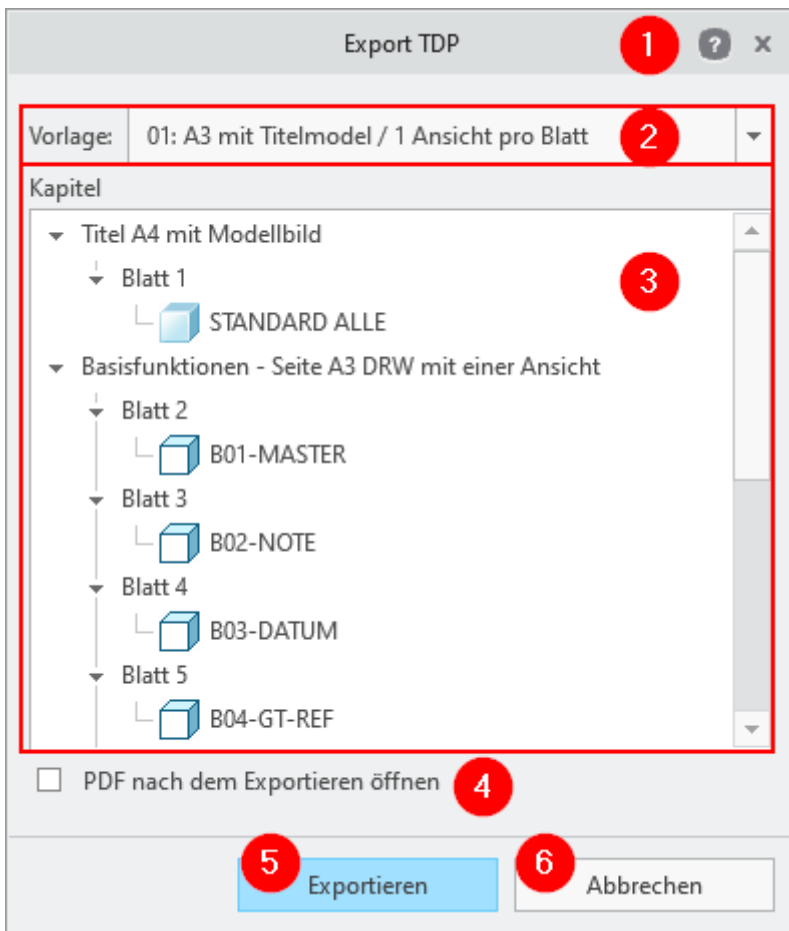 Export TDP 1 ? x
Vorlage: 01: A3 mit Titelmodel / 1 Ansicht pro Blatt 2
Kapitel
Titel A4 mit Modellbild
Blatt 1 3
STANDARD ALLE
Basisfunktionen - Seite A3 DRW mit einer Ansicht
Blatt 2
B01-MASTER
Blatt 3
B02-NOTE
Blatt 4
B03-DATUM
Blatt 5
B04-GT-REF
PDF nach dem Exportieren öffnen 4
5 Exportieren 6 Abbrechen